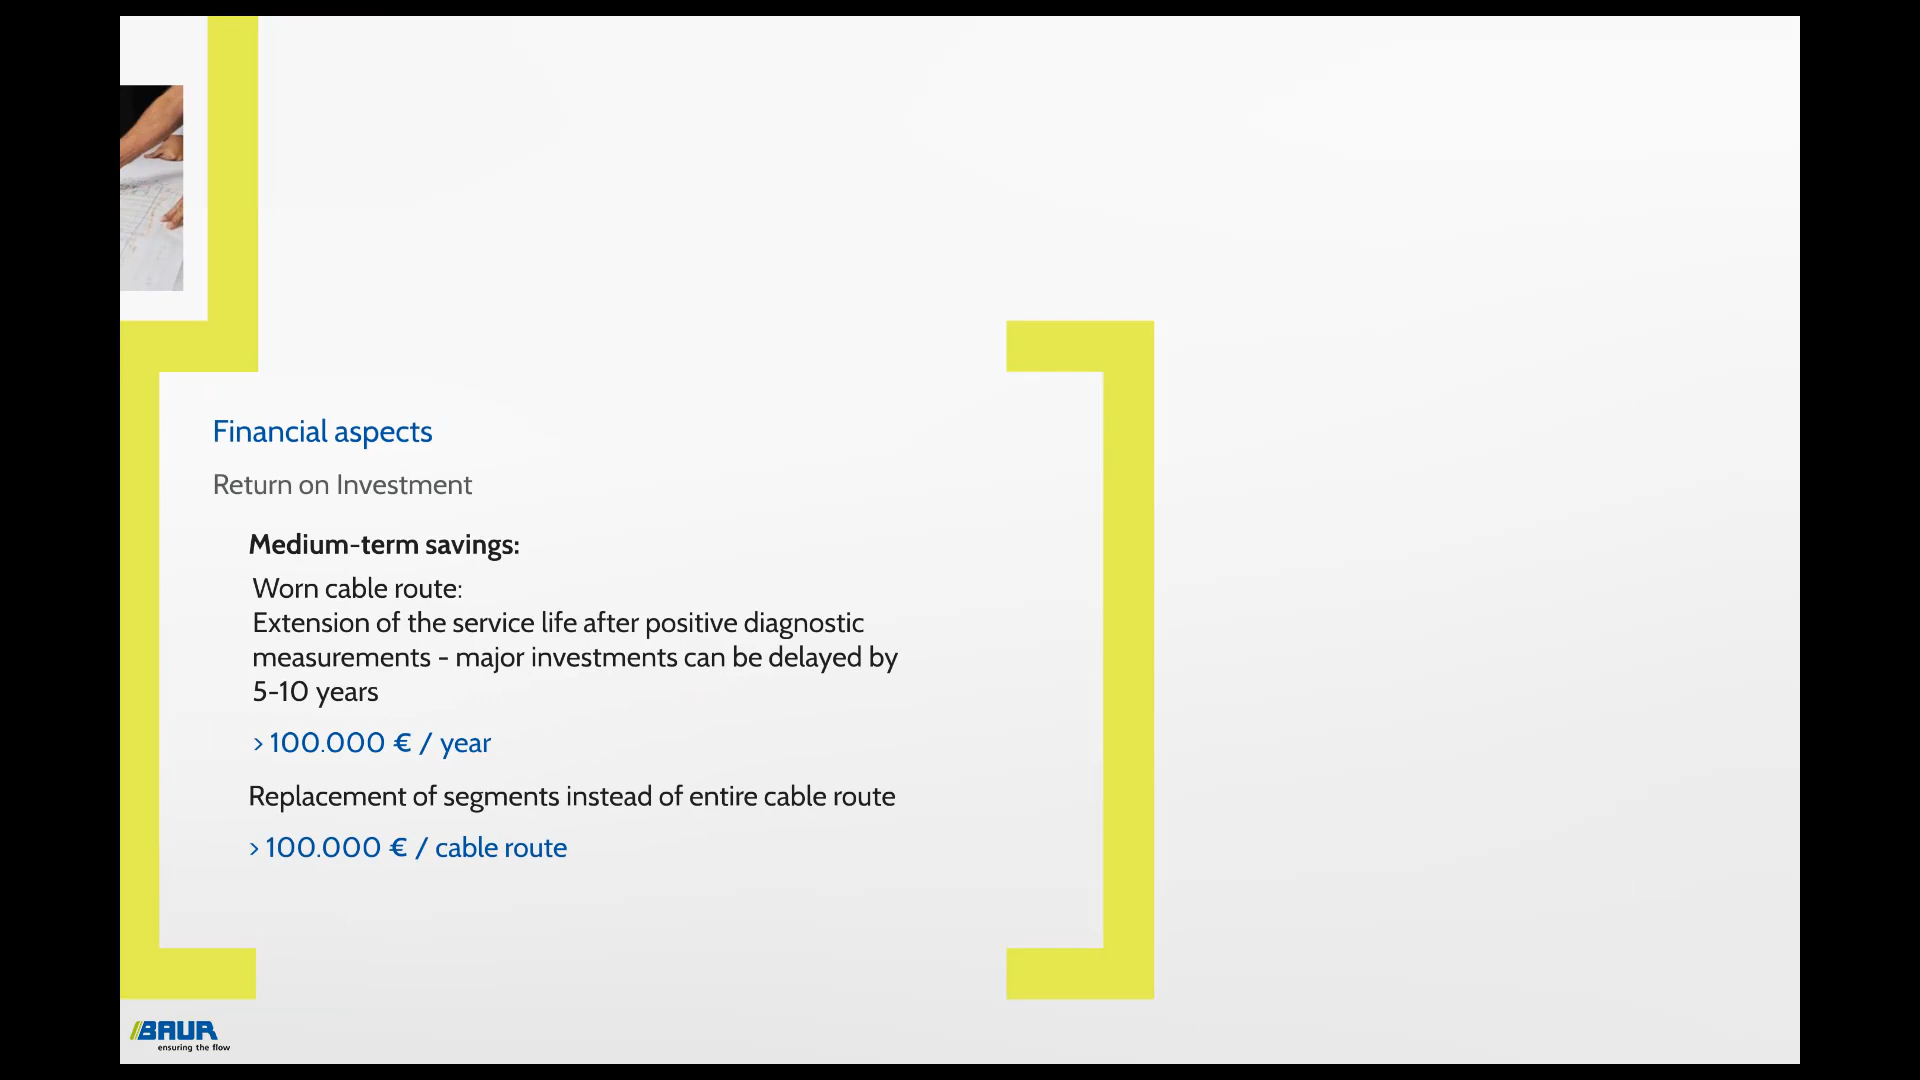 Financial aspects
Return on Investment
Medium-term savings:
Worn cable route:
Extension of the service life after positive diagnostic
measurements - major investments can be delayed by
5-10 years
> 100.000 € / year
Replacement of segments instead of entire cable route
> 100.000 € / cable route
BAUR
ensuring the flow